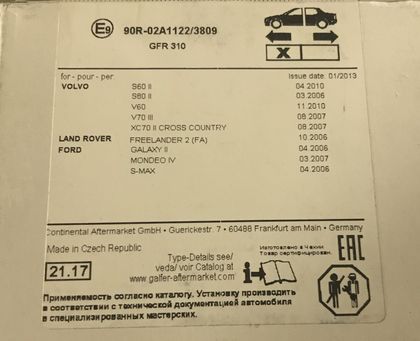 E9 90R-02A1122/3809
GFR 310
X
for - pour - per: Issue date: 01/2013
VOLVO S60 II 04.2010
S80 II 03.2006
V60 11.2010
V70 III 08.2007
XC70 II CROSS COUNTRY 08.2007
LAND ROVER FREELANDER 2 (FA) 10.2006
FORD GALAXY II 04.2006
MONDEO IV 03.2007
S-MAX 04.2006
Continental Aftermarket GmbH · Guerickestr. 7 · 60488 Frankfurt am Main · Germany
Made in Czech Republic
21.17
Type-Details see/
veda/ voir Catalog at
www.galfer-aftermarket.com
Изготовлено в Чехии
Товар сертифицирован.
EAC
Применяемость согласно каталогу. Установку производить
в соответствии с технической документацией автомобиля
в специализированных мастерских.